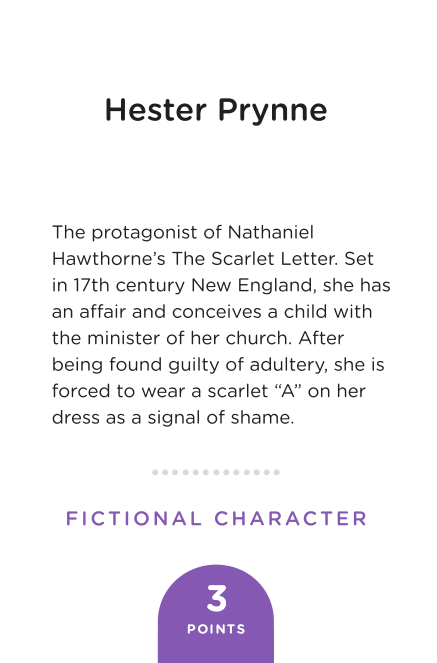 Hester Prynne
The protagonist of Nathaniel
Hawthorne’s The Scarlet Letter. Set
in 17th century New England, she has
an affair and conceives a child with
the minister of her church. After
being found guilty of adultery, she is
forced to wear a scarlet “A” on her
dress as a signal of shame.
FICTIONAL CHARACTER
3
POINTS